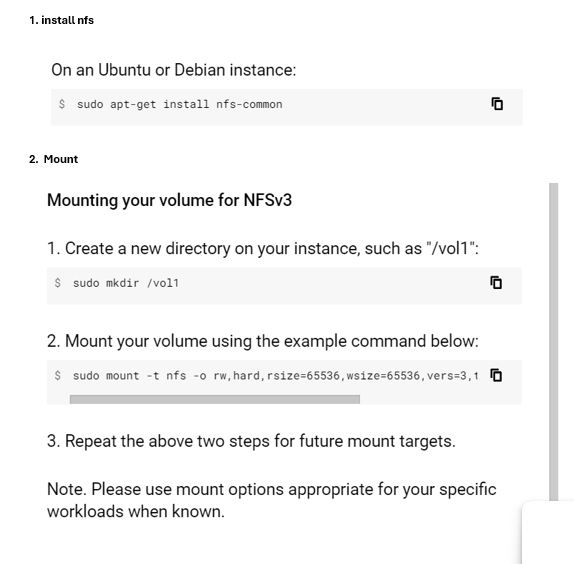 1. install nfs
On an Ubuntu or Debian instance:
$ sudo apt-get install nfs-common
2. Mount
Mounting your volume for NFSv3
1. Create a new directory on your instance, such as "/vol1":
$ sudo mkdir /vol1
2. Mount your volume using the example command below:
$ sudo mount -t nfs -o rw,hard,rsize=65536,wsize=65536,vers=3,
3. Repeat the above two steps for future mount targets.
Note. Please use mount options appropriate for your specific
workloads when known.